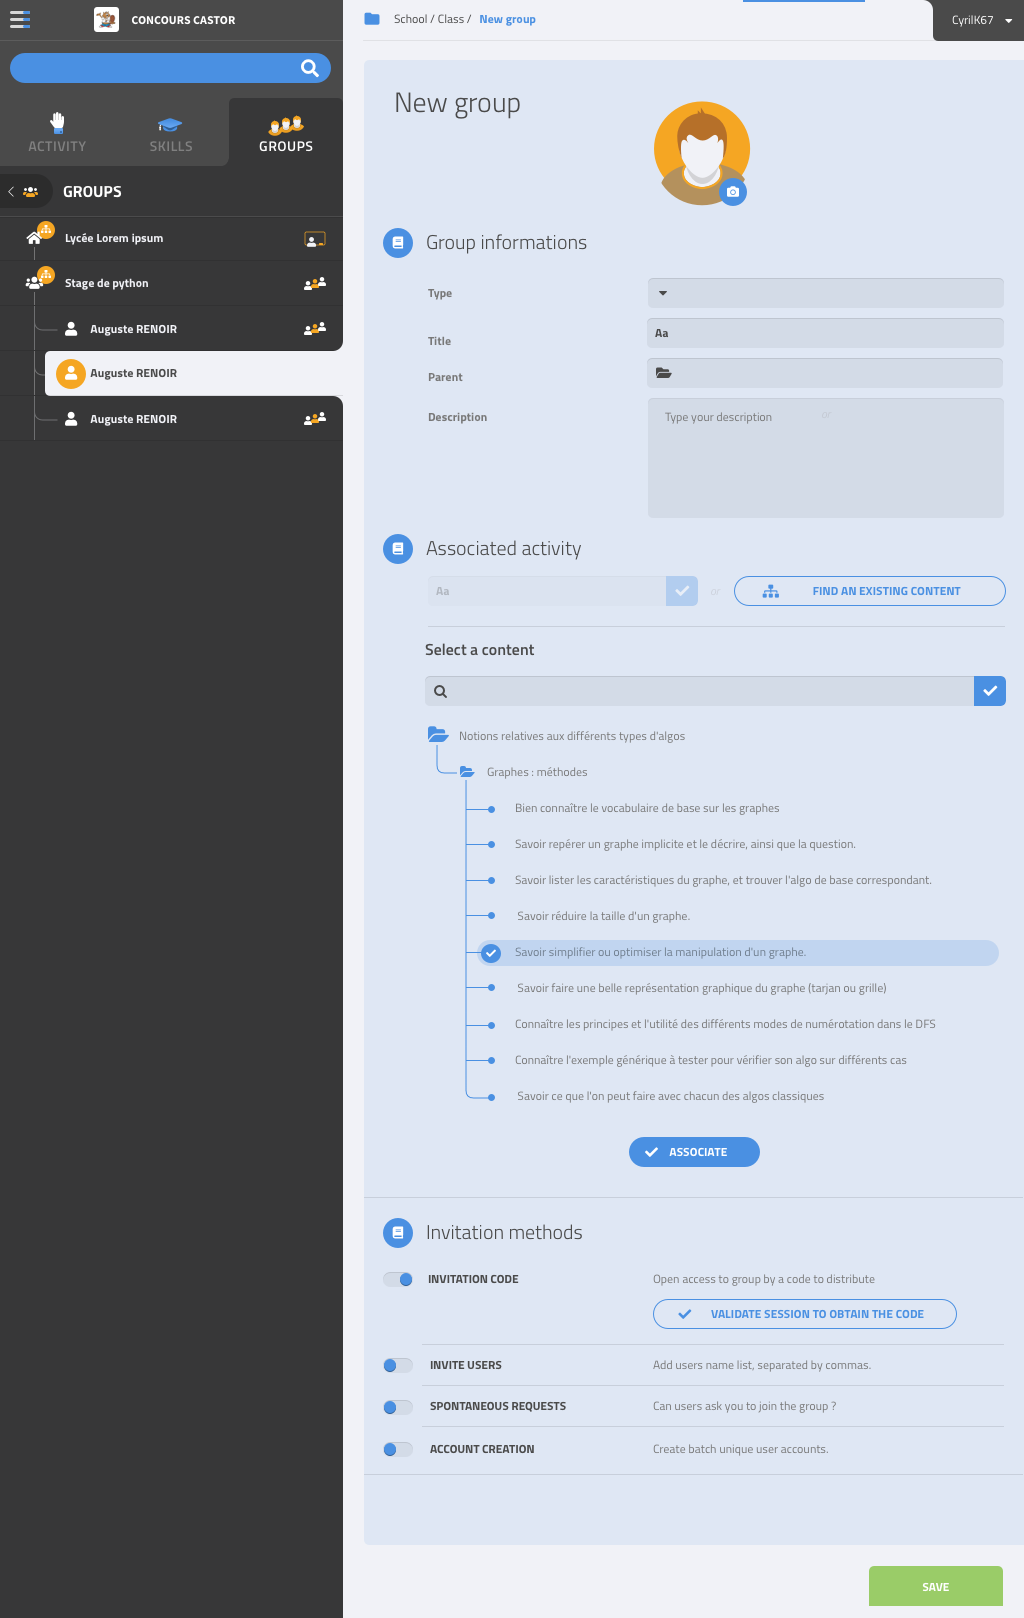 CONCOURS CASTOR
ACTIVITY
SKILLS
GROUPS
GROUPS
Lycée Lorem ipsum
Stage de python
Auguste RENOIR
Auguste RENOIR
Auguste RENOIR
School / Class / New group
CyrilK67
New group
Group informations
Type
Title
Aa
Parent
Description
Type your description
or
Associated activity
Aa
or
FIND AN EXISTING CONTENT
Select a content
Notions relatives aux différents types d'algos
Graphes : méthodes
Bien connaître le vocabulaire de base sur les graphes
Savoir repérer un graphe implicite et le décrire, ainsi que la question.
Savoir lister les caractéristiques du graphe, et trouver l'algo de base correspondant.
Savoir réduire la taille d'un graphe.
Savoir simplifier ou optimiser la manipulation d'un graphe.
Savoir faire une belle représentation graphique du graphe (tarjan ou grille)
Connaître les principes et l'utilité des différents modes de numérotation dans le DFS
Connaître l'exemple générique à tester pour vérifier son algo sur différents cas
Savoir ce que l'on peut faire avec chacun des algos classiques
ASSOCIATE
Invitation methods
INVITATION CODE
Open access to group by a code to distribute
VALIDATE SESSION TO OBTAIN THE CODE
INVITE USERS
Add users name list, separated by commas.
SPONTANEOUS REQUESTS
Can users ask you to join the group ?
ACCOUNT CREATION
Create batch unique user accounts.
SAVE